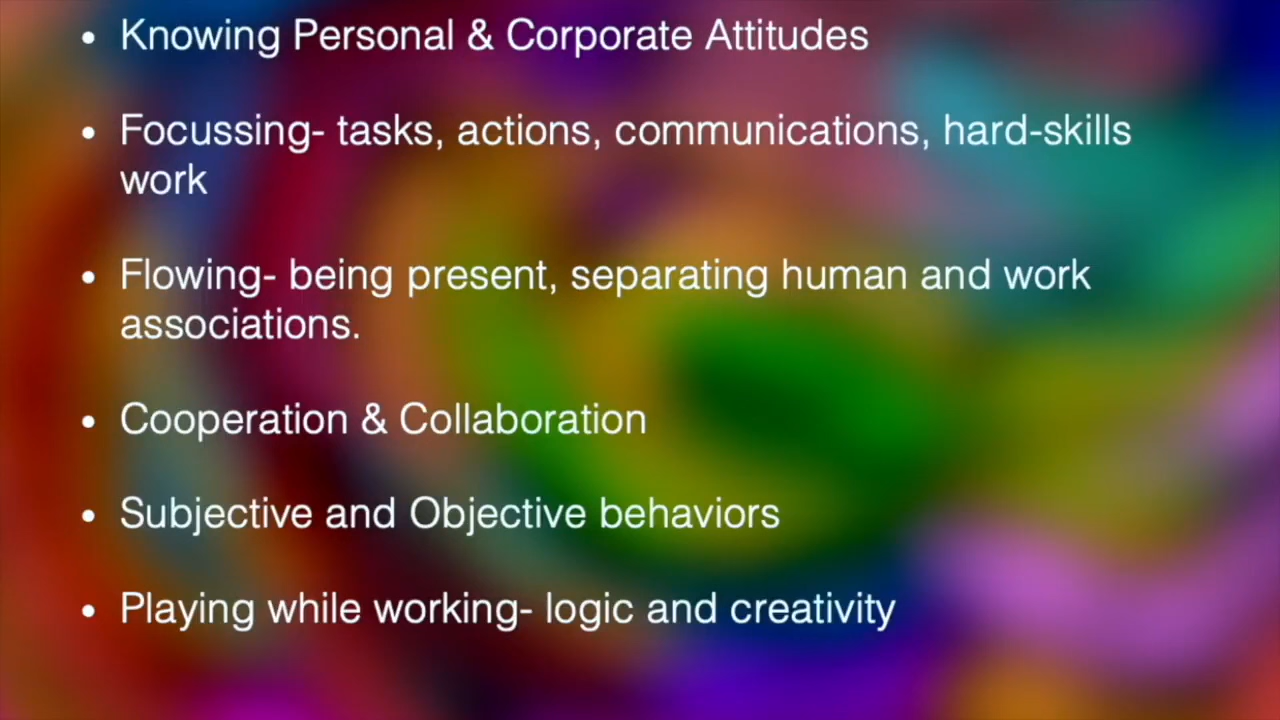 • Knowing Personal & Corporate Attitudes
• Focussing- tasks, actions, communications, hard-skills
work
• Flowing- being present, separating human and work
associations.
• Cooperation & Collaboration
• Subjective and Objective behaviors
• Playing while working- logic and creativity